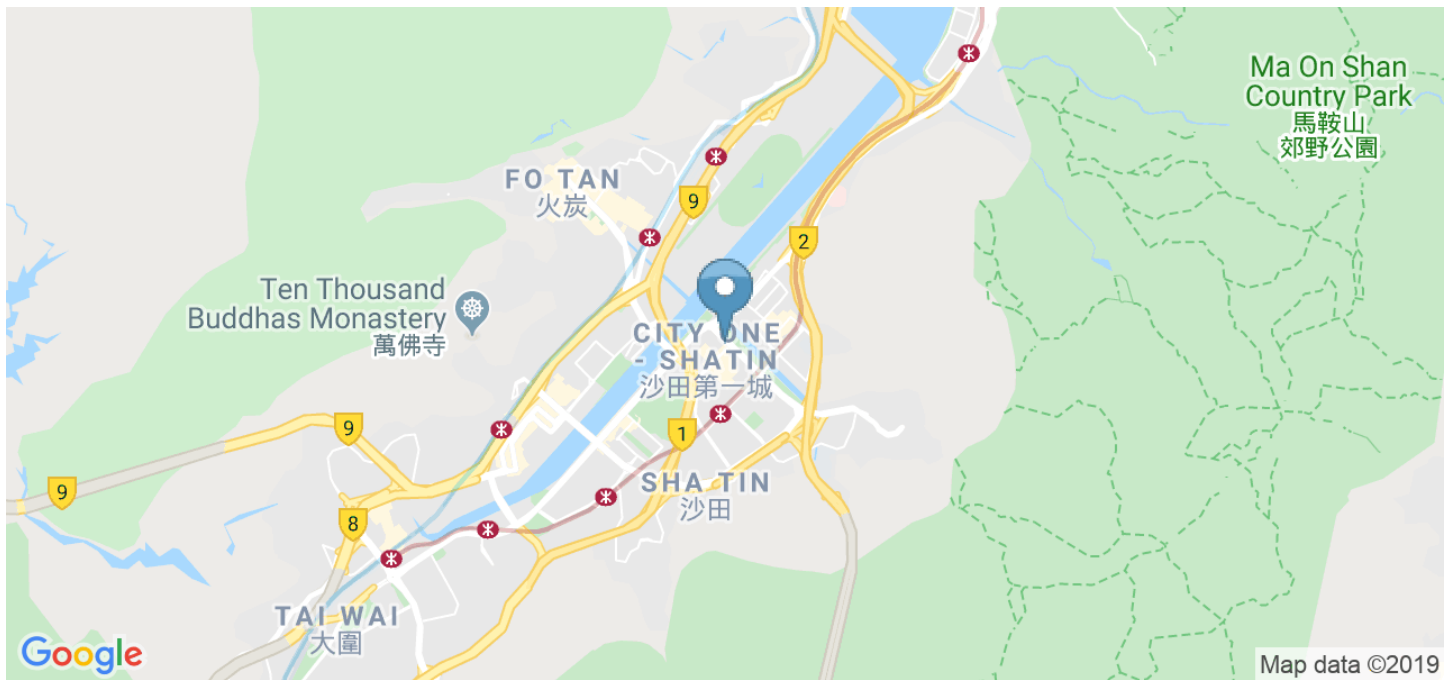 Ma On Shan
Country Park
馬鞍山
郊野公園
FO TAN
火炭
9
2
Ten Thousand
Buddhas Monastery
萬佛寺
CITY ONE
- SHATIN
沙田第一城
9
1
SHA TIN
沙田
9
8
TAI WAI
大圍
Google
Map data ©2019